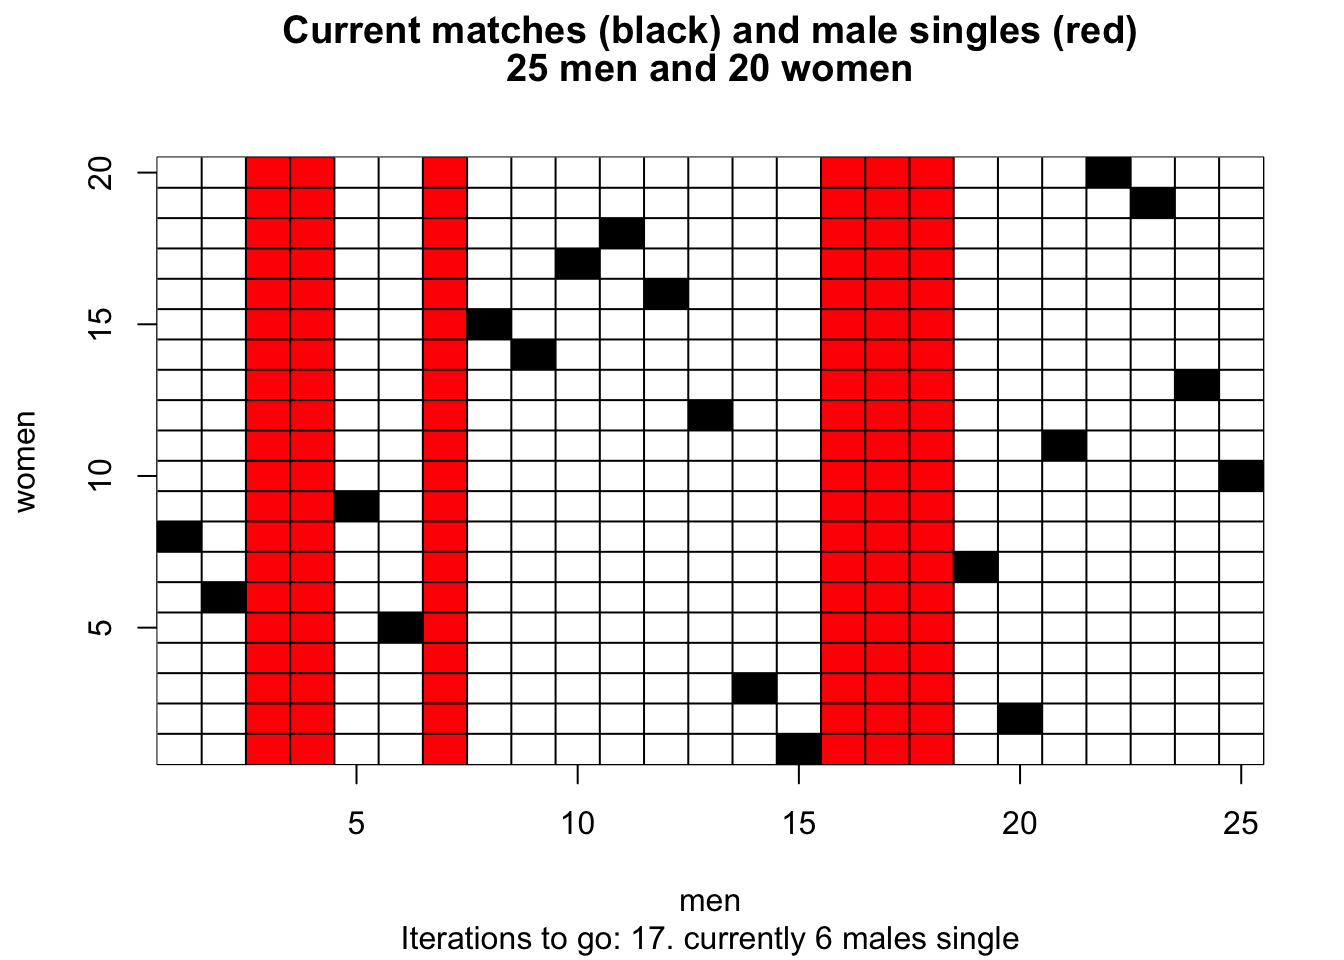 Current matches (black) and male singles (red)
25 men and 20 women
20
15
10
5
women
5 10 15 20 25
men
Iterations to go: 17. currently 6 males single